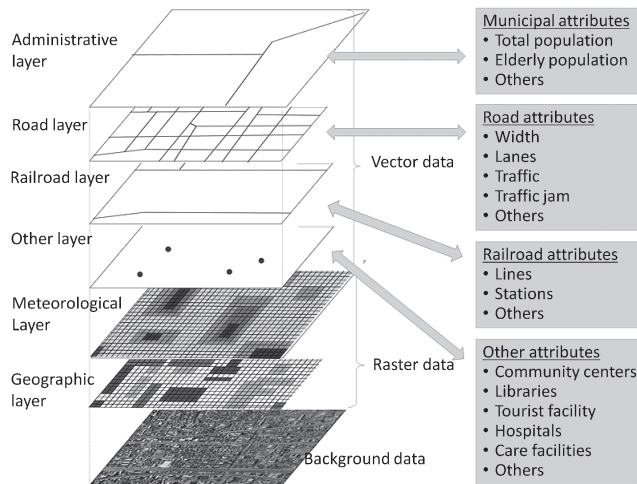 Administrative
layer
Road layer
Railroad layer
Other layer
Meteorological
Layer
Geographic
layer
Background data
Vector data
Raster data
Municipal attributes
• Total population
• Elderly population
• Others
Road attributes
• Width
• Lanes
• Traffic
• Traffic jam
• Others
Railroad attributes
• Lines
• Stations
• Others
Other attributes
• Community centers
• Libraries
• Tourist facility
• Hospitals
• Care facilities
• Others